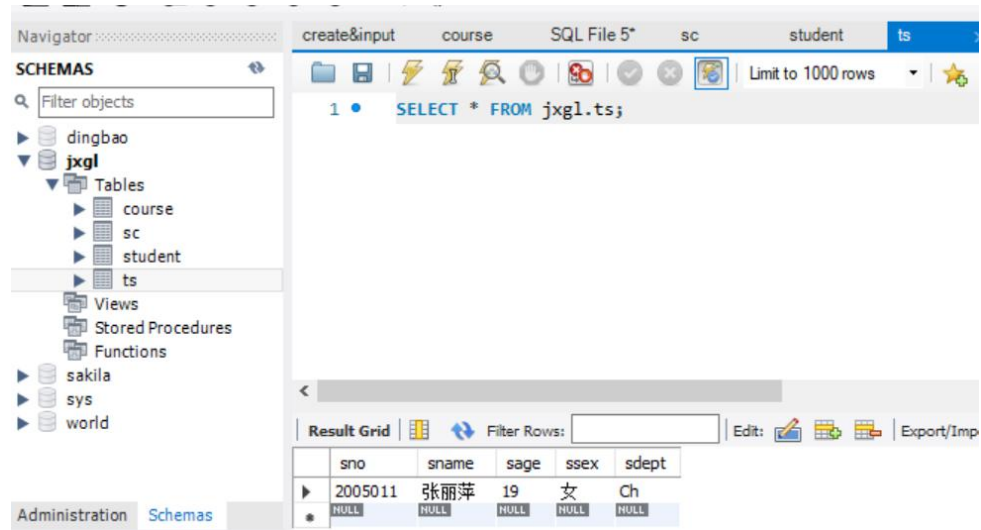 Navigator
create&input course SQL File 5* sc student ts
SCHEMAS
Limit to 1000 rows
Filter objects
1 SELECT * FROM jxgl.ts;
dingbao
jxgl
Tables
course
sc
student
ts
Views
Stored Procedures
Functions
sakila
sys
world
Result Grid Filter Rows: Edit: Export/Imp
sno sname sage ssex sdept
2005011 张丽萍 19 女 Ch
NULL NULL NULL NULL NULL
Administration Schemas